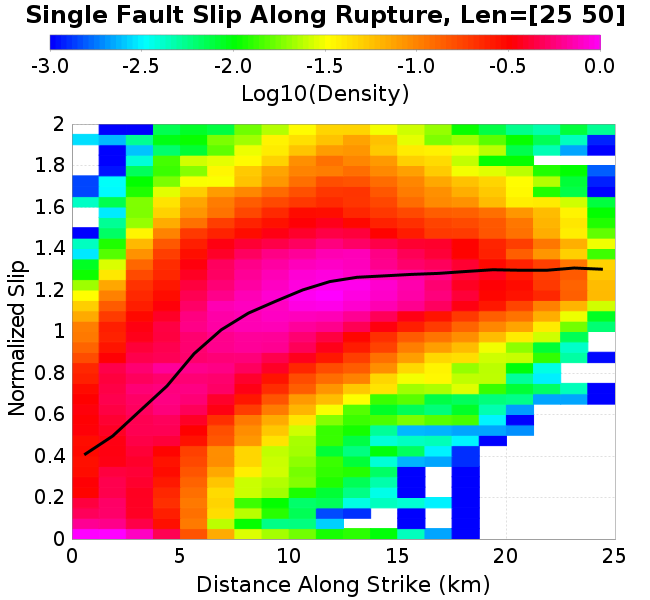 Single Fault Slip Along Rupture, Len=[25 50]
-3.0 -2.5 -2.0 -1.5 -1.0 -0.5 0.0
Log10(Density)
2
1.8
1.6
1.4
1.2
1
0.8
0.6
0.4
0.2
0
Normalized Slip
0 5 10 15 20 25
Distance Along Strike (km)